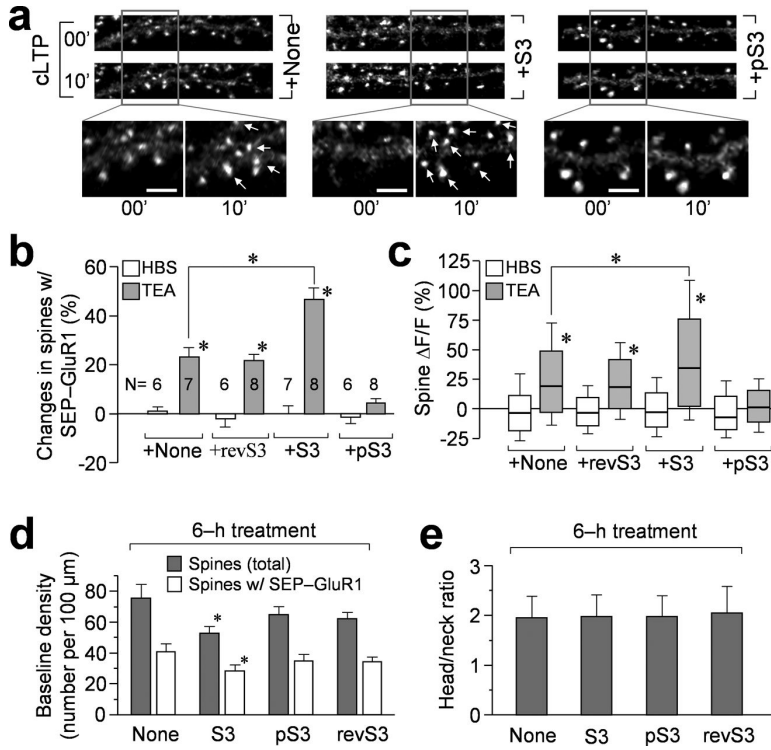 a
cLTP
00'
10'
+None
+S3
+pS3
00'
10'
00'
10'
00'
10'
b
HBS
TEA
*
*
*
*
Changes in spines w/
SEP–GluR1 (%)
60
40
20
0
-20
N= 6 7 6 8 7 8 6 8
+None
+revS3
+S3
+pS3
c
HBS
TEA
*
*
*
*
Spine ΔF/F (%)
125
100
75
50
25
0
-25
+None
+revS3
+S3
+pS3
d
6–h treatment
Spines (total)
Spines w/ SEP–GluR1
*
*
Baseline density
(number per 100 μm)
80
60
40
20
0
None
S3
pS3
revS3
e
6–h treatment
Head/neck ratio
3
2
1
0
None
S3
pS3
revS3